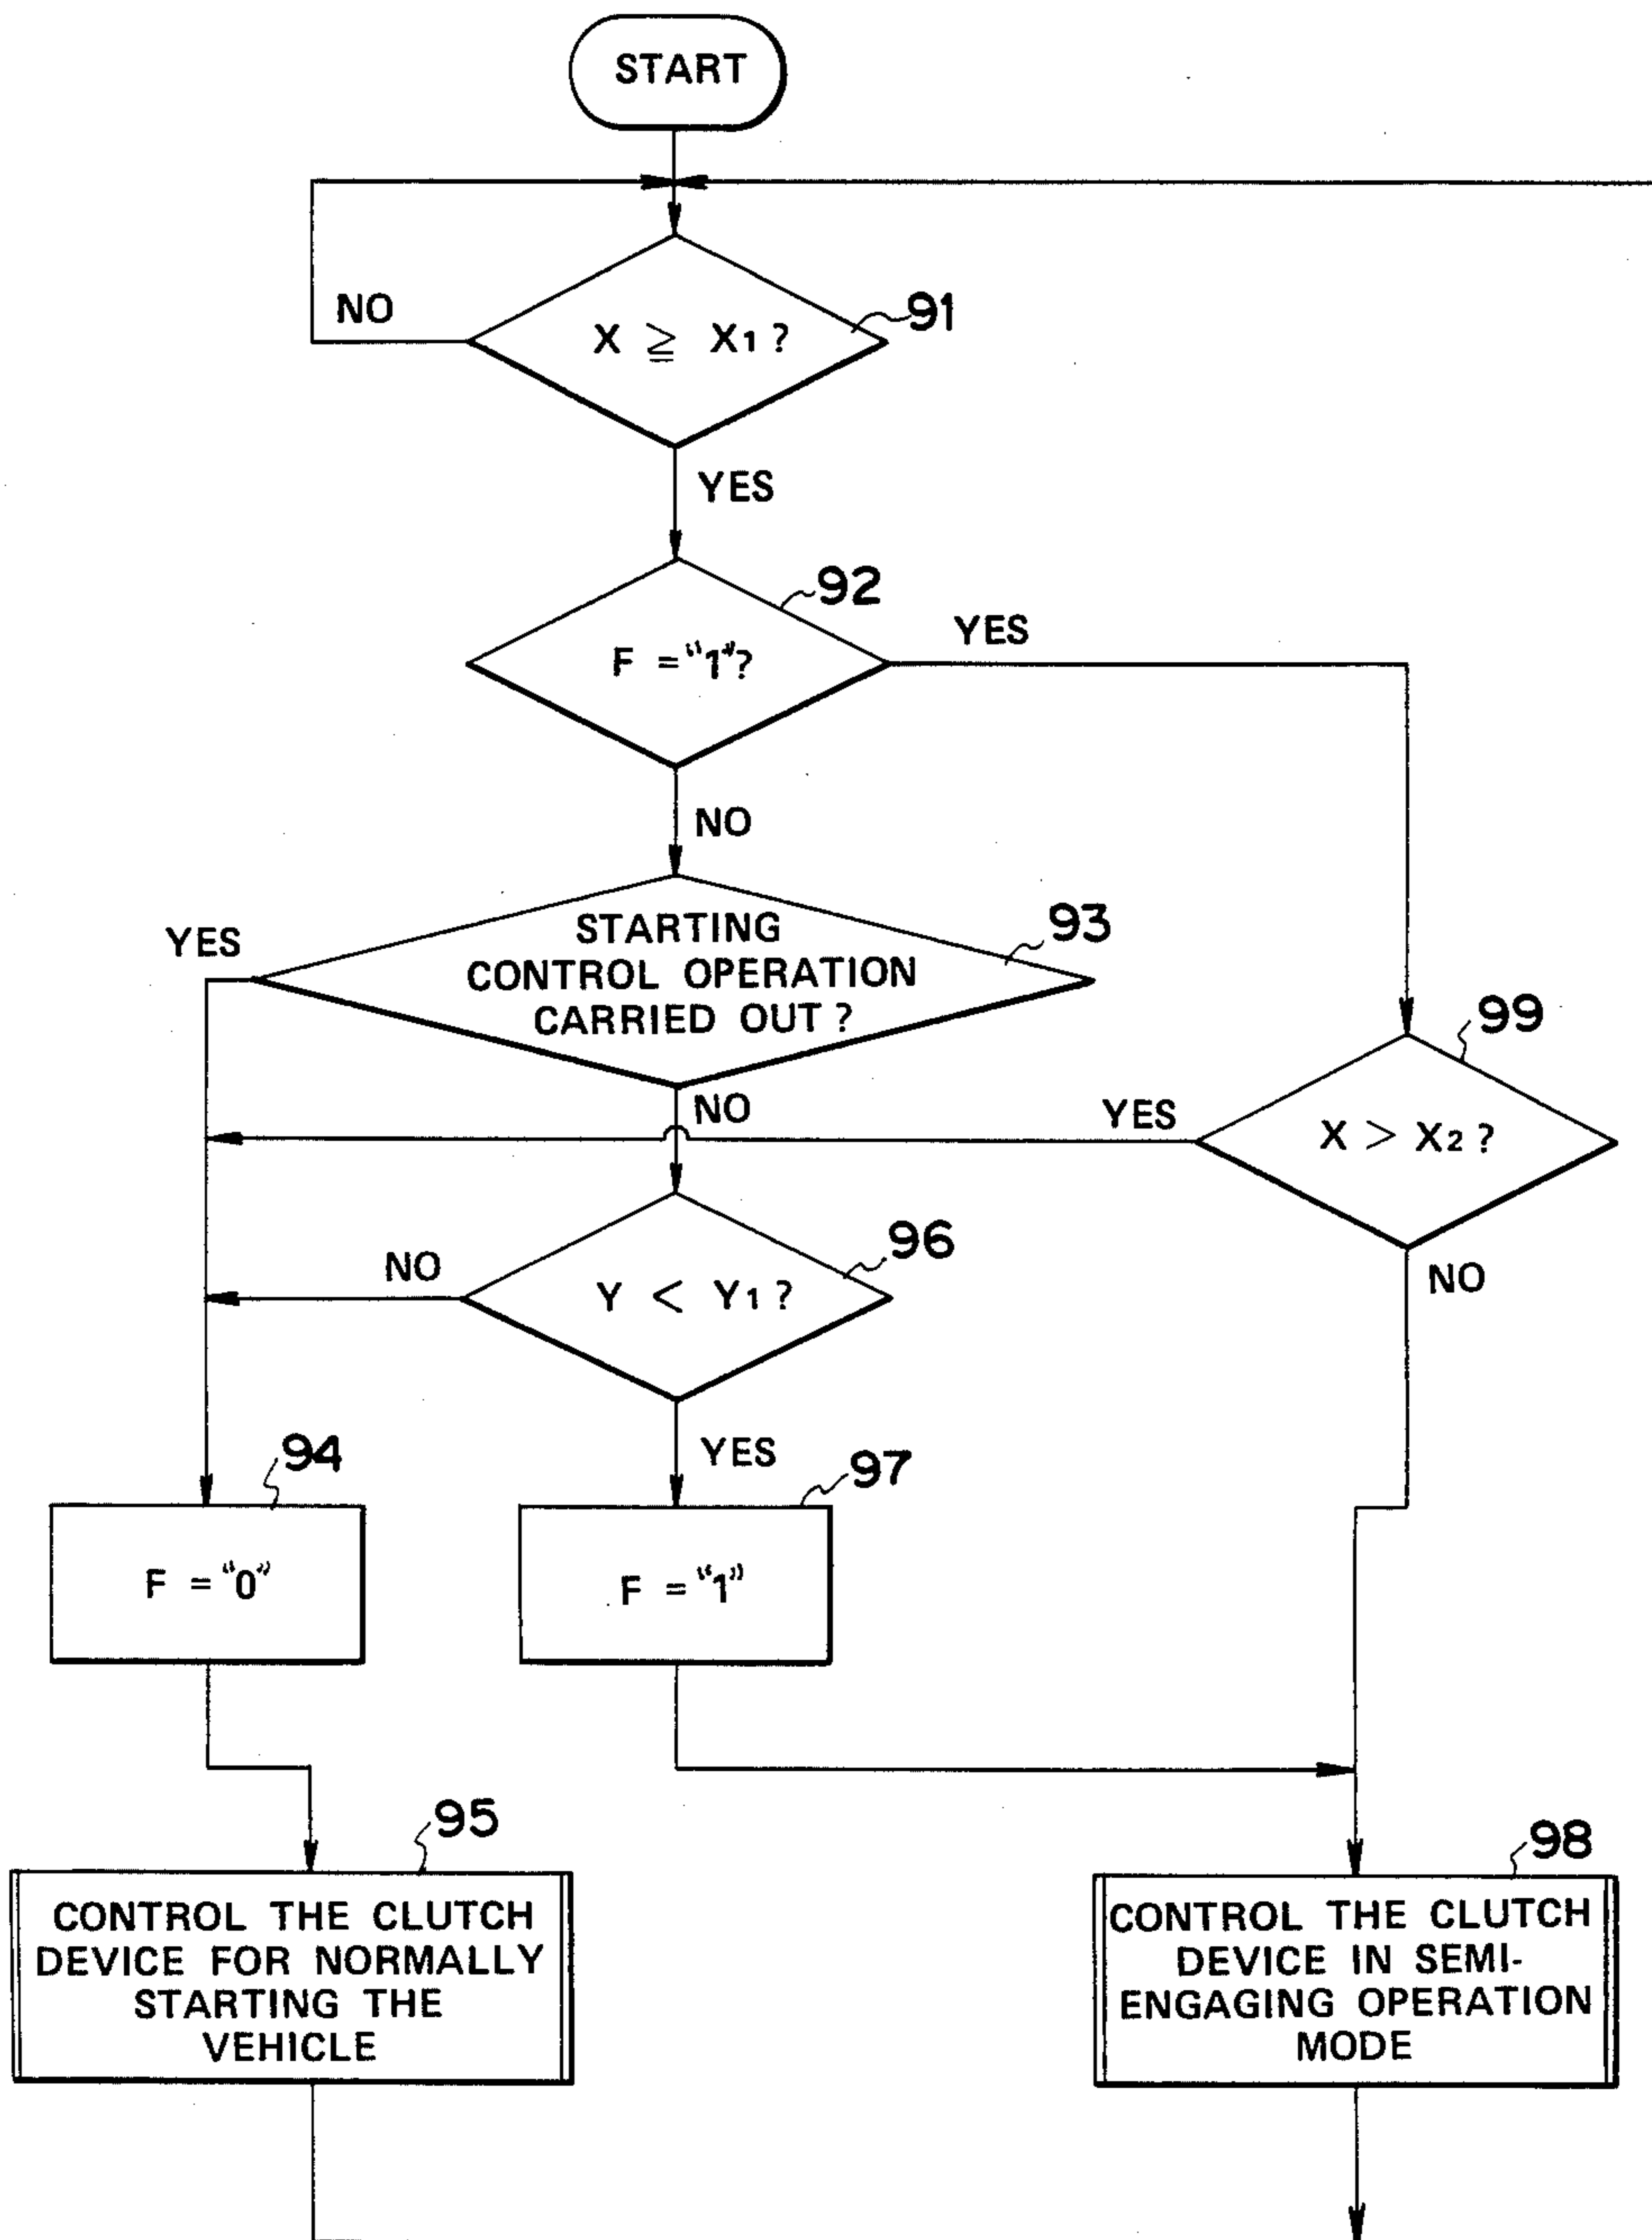 START
NO
X ≧ X1 ?
91
YES
92
F = "1"?
YES
NO
93
YES
STARTING
CONTROL OPERATION
CARRIED OUT ?
99
NO
YES
X > X2 ?
96
NO
Y < Y1 ?
NO
94
YES
97
F = "0"
F = "1"
95
98
CONTROL THE CLUTCH
DEVICE FOR NORMALLY
STARTING THE
VEHICLE
CONTROL THE CLUTCH
DEVICE IN SEMI-
ENGAGING OPERATION
MODE